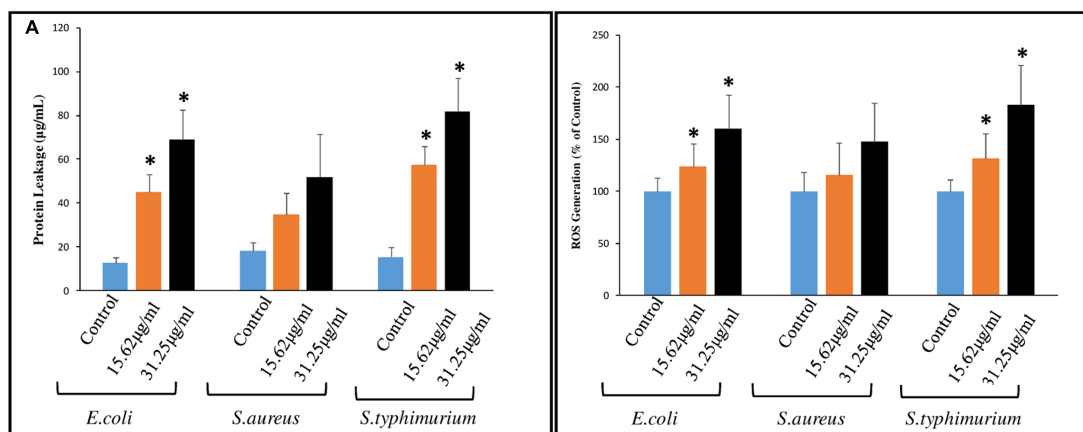 A
Protein Leakage (µg/mL)
120
100
80
60
40
20
0
*
*
*
*
Control
15.62µg/ml
31.25µg/ml
Control
15.62µg/ml
31.25µg/ml
Control
15.62µg/ml
31.25µg/ml
E.coli
S.aureus
S.typhimurium
ROS Generation (% of Control)
250
200
150
100
50
0
*
*
*
*
Control
15.62µg/ml
31.25µg/ml
Control
15.62µg/ml
31.25µg/ml
Control
15.62µg/ml
31.25µg/ml
E.coli
S.aureus
S.typhimurium